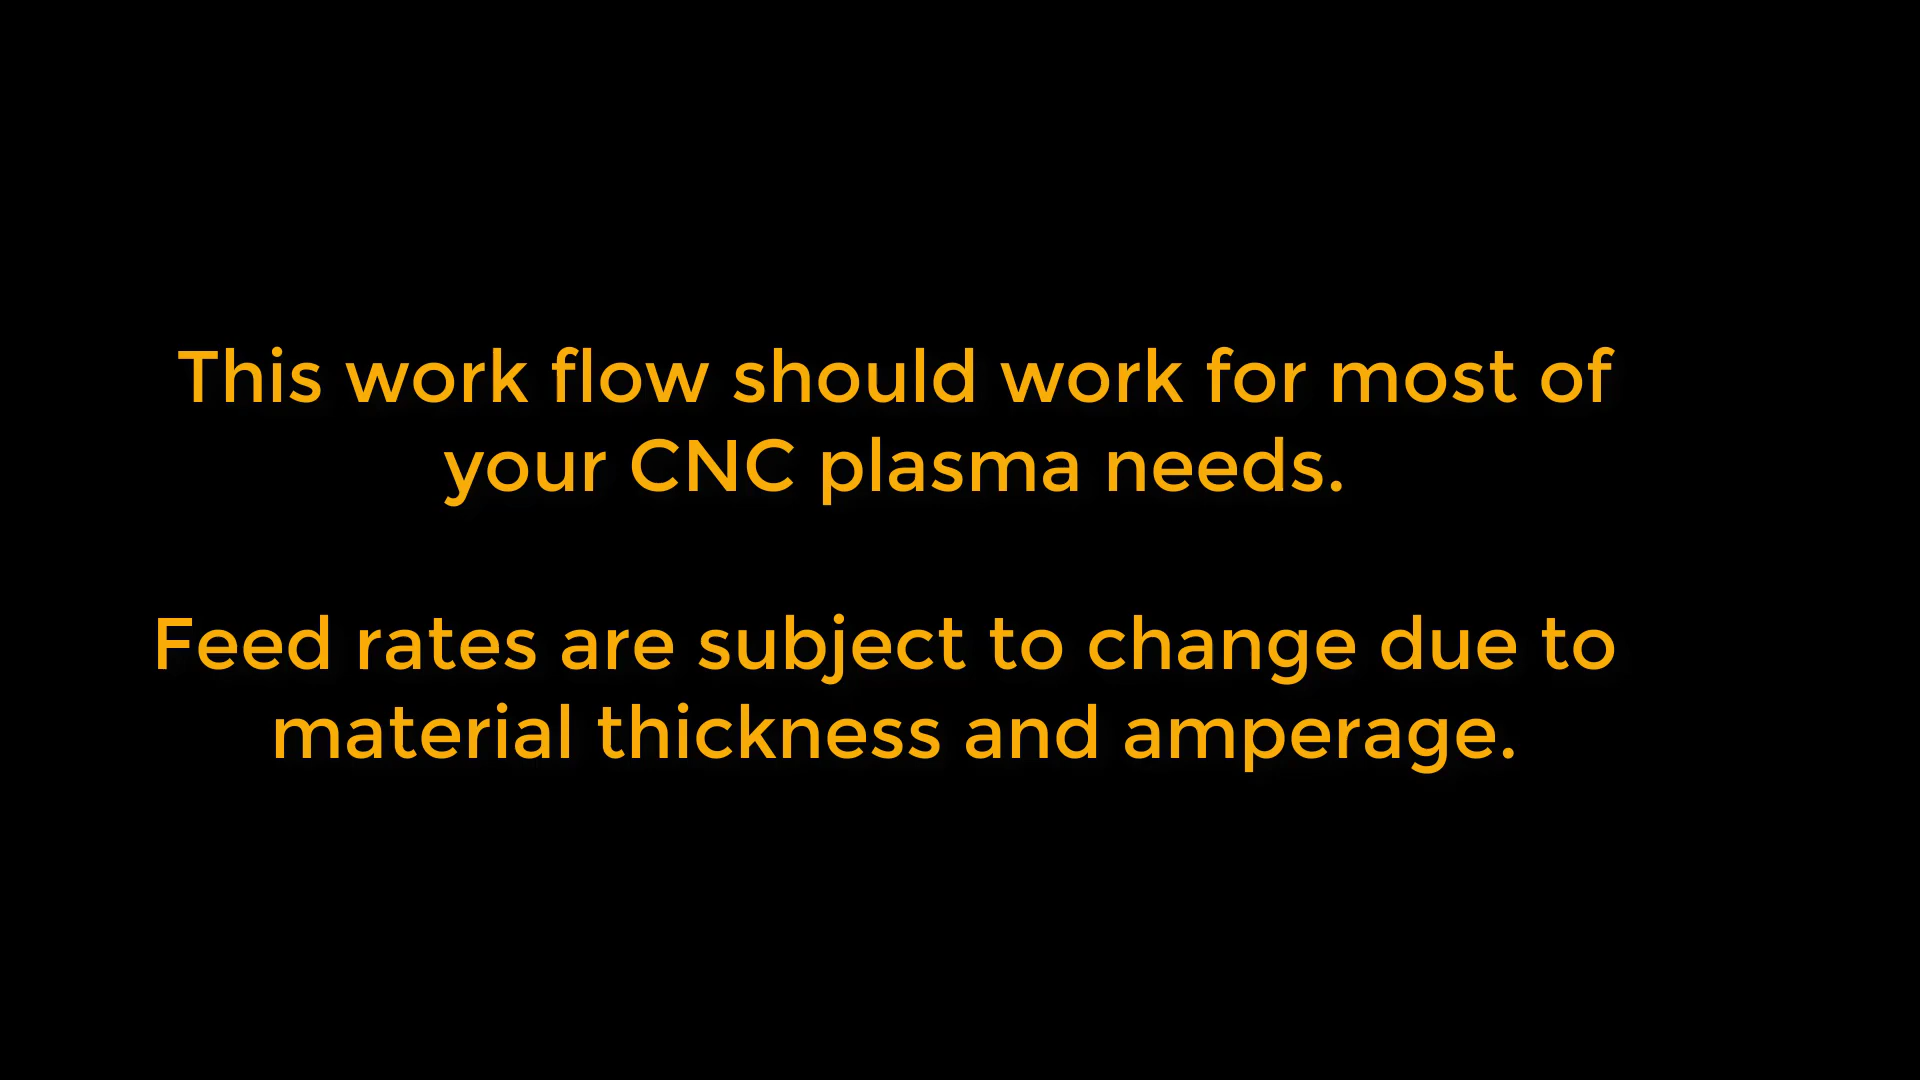 This work flow should work for most of
your CNC plasma needs.
Feed rates are subject to change due to
material thickness and amperage.